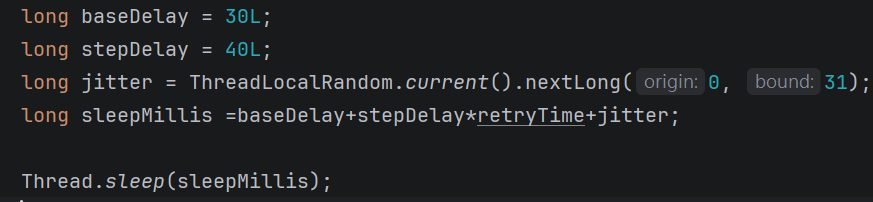 long baseDelay = 30L;
long stepDelay = 40L;
long jitter = ThreadLocalRandom.current().nextLong( origin: 0, bound: 31);
long sleepMillis =baseDelay+stepDelay*retryTime+jitter;
Thread.sleep(sleepMillis);